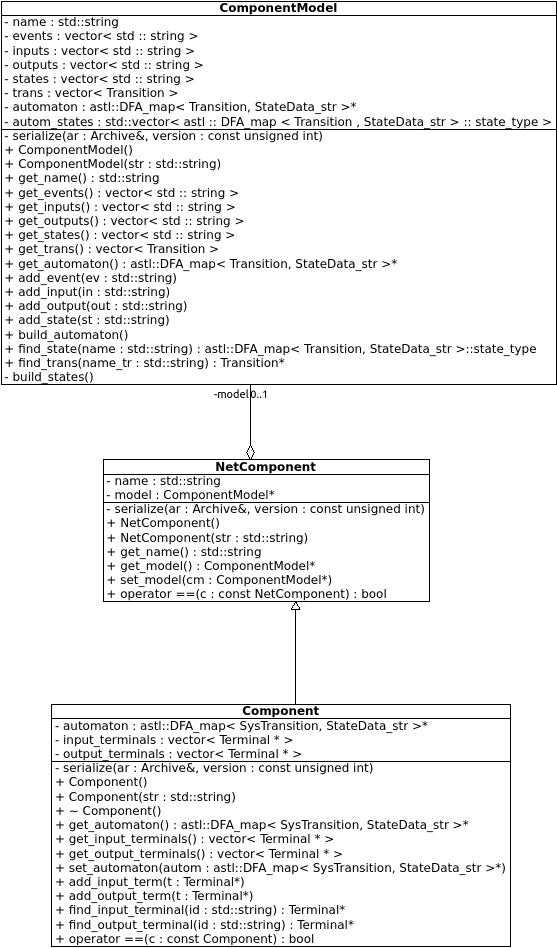 ComponentModel
- name : std::string
- events : vector< std :: string >
- inputs : vector< std :: string >
- outputs : vector< std :: string >
- states : vector< std :: string >
- trans : vector< Transition >
- automaton : astl::DFA_map< Transition, StateData_str >*
- autom_states : std::vector< astl :: DFA_map < Transition , StateData_str > :: state_type >
- serialize(ar : Archive&, version : const unsigned int)
+ ComponentModel()
+ ComponentModel(str : std::string)
+ get_name() : std::string
+ get_events() : vector< std :: string >
+ get_inputs() : vector< std :: string >
+ get_outputs() : vector< std :: string >
+ get_states() : vector< std :: string >
+ get_trans() : vector< Transition >
+ get_automaton() : astl::DFA_map< Transition, StateData_str >*
+ add_event(ev : std::string)
+ add_input(in : std::string)
+ add_output(out : std::string)
+ add_state(st : std::string)
+ build_automaton()
+ find_state(name : std::string) : astl::DFA_map< Transition, StateData_str >::state_type
+ find_trans(name_tr : std::string) : Transition*
- build_states()
-model 0..1
NetComponent
- name : std::string
- model : ComponentModel*
- serialize(ar : Archive&, version : const unsigned int)
+ NetComponent()
+ NetComponent(str : std::string)
+ get_name() : std::string
+ get_model() : ComponentModel*
+ set_model(cm : ComponentModel*)
+ operator ==(c : const NetComponent) : bool
Component
- automaton : astl::DFA_map< SysTransition, StateData_str >*
- input_terminals : vector< Terminal * >
- output_terminals : vector< Terminal * >
- serialize(ar : Archive&, version : const unsigned int)
+ Component()
+ Component(str : std::string)
+ ~ Component()
+ get_automaton() : astl::DFA_map< SysTransition, StateData_str >*
+ get_input_terminals() : vector< Terminal * >
+ get_output_terminals() : vector< Terminal * >
+ set_automaton(autom : astl::DFA_map< SysTransition, StateData_str >*)
+ add_input_term(t : Terminal*)
+ add_output_term(t : Terminal*)
+ find_input_terminal(id : std::string) : Terminal*
+ find_output_terminal(id : std::string) : Terminal*
+ operator ==(c : const Component) : bool